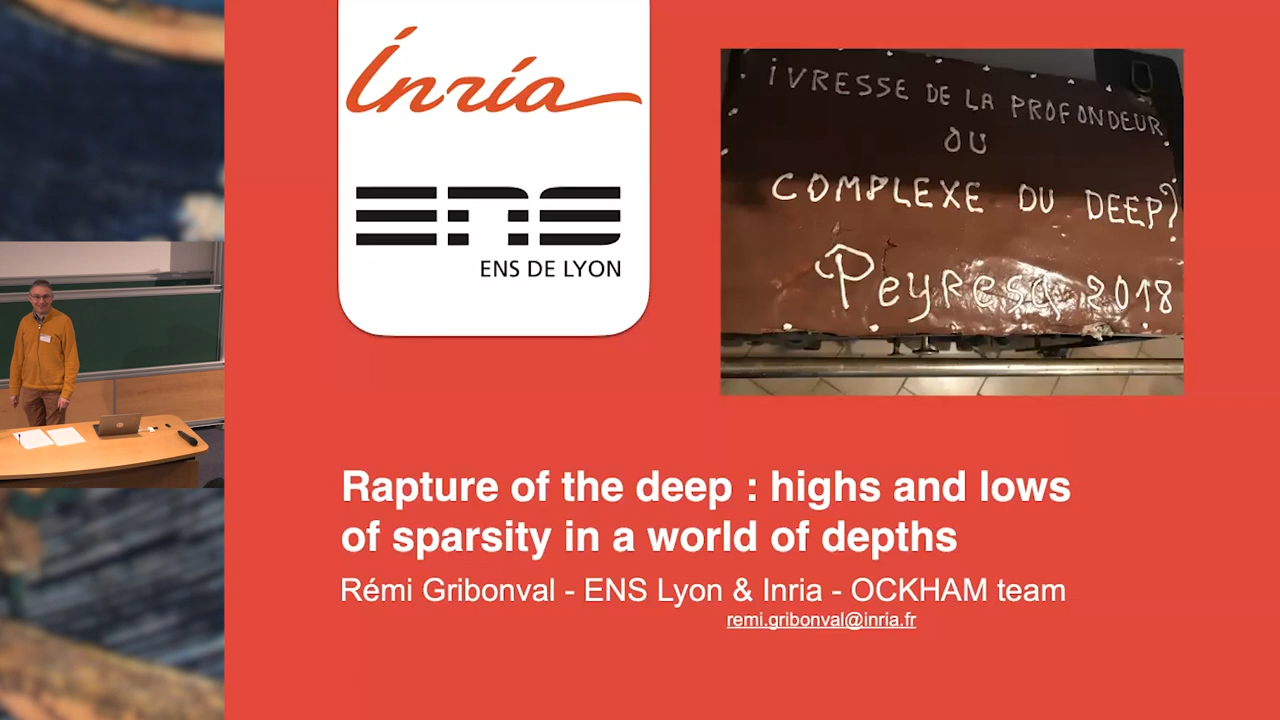 Inria
ENS
ENS DE LYON
iVRESSE DE LA PROFONDEUR
OU
COMPLEXE DU DEEP?
Peyresq 2018
Rapture of the deep : highs and lows
of sparsity in a world of depths
Rémi Gribonval - ENS Lyon & Inria - OCKHAM team
remi.gribonval@inria.fr